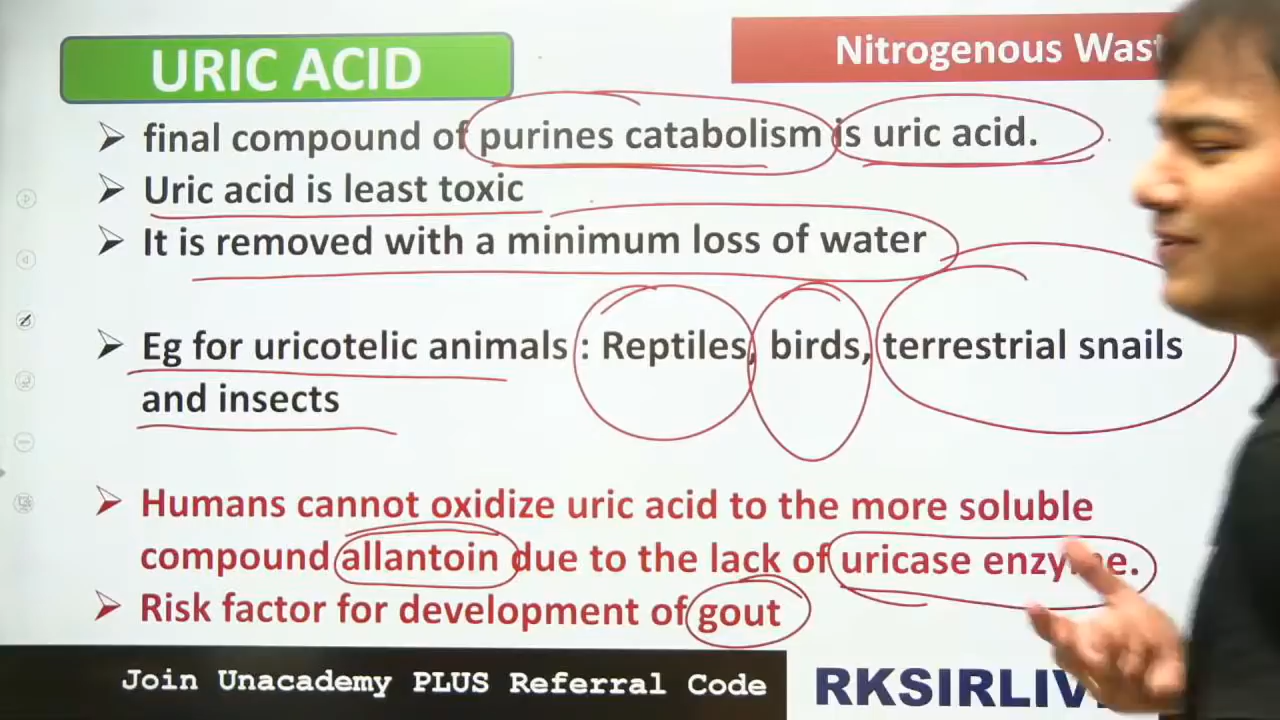 URIC ACID
Nitrogenous
final compound of purines catabolism is uric acid.
Uric acid is least toxic
It is removed with a minimum loss of water
Eg for uricotelic animals : Reptiles, birds, terrestrial snails
and insects
Humans cannot oxidize uric acid to the more soluble
compound allantoin due to the lack of uricase enzyme.
Risk factor for development of gout
Join Unacademy PLUS Referral Code